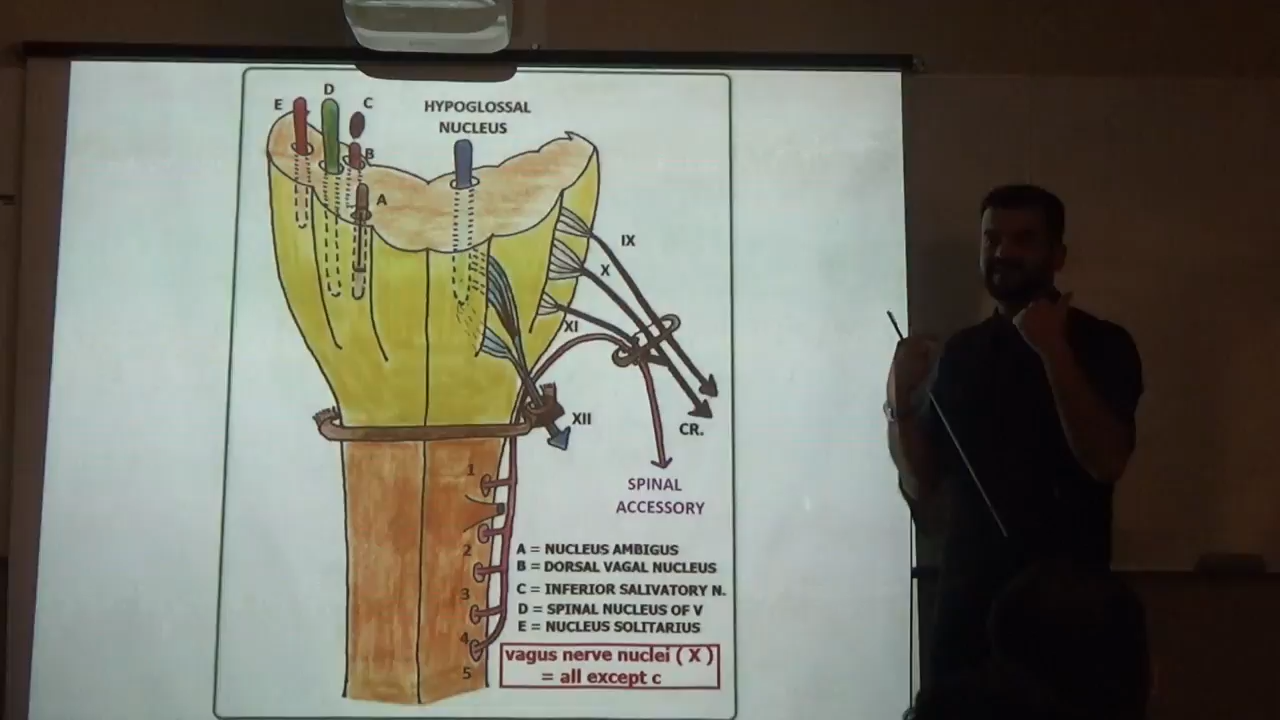 E
D
C
HYPOGLOSSAL
NUCLEUS
B
A
IX
X
XI
XII
CR.
SPINAL
ACCESSORY
1
2
3
4
5
A = NUCLEUS AMBIGUS
B = DORSAL VAGAL NUCLEUS
C = INFERIOR SALIVATORY N.
D = SPINAL NUCLEUS OF V
E = NUCLEUS SOLITARIUS
vagus nerve nuclei ( X )
= all except c